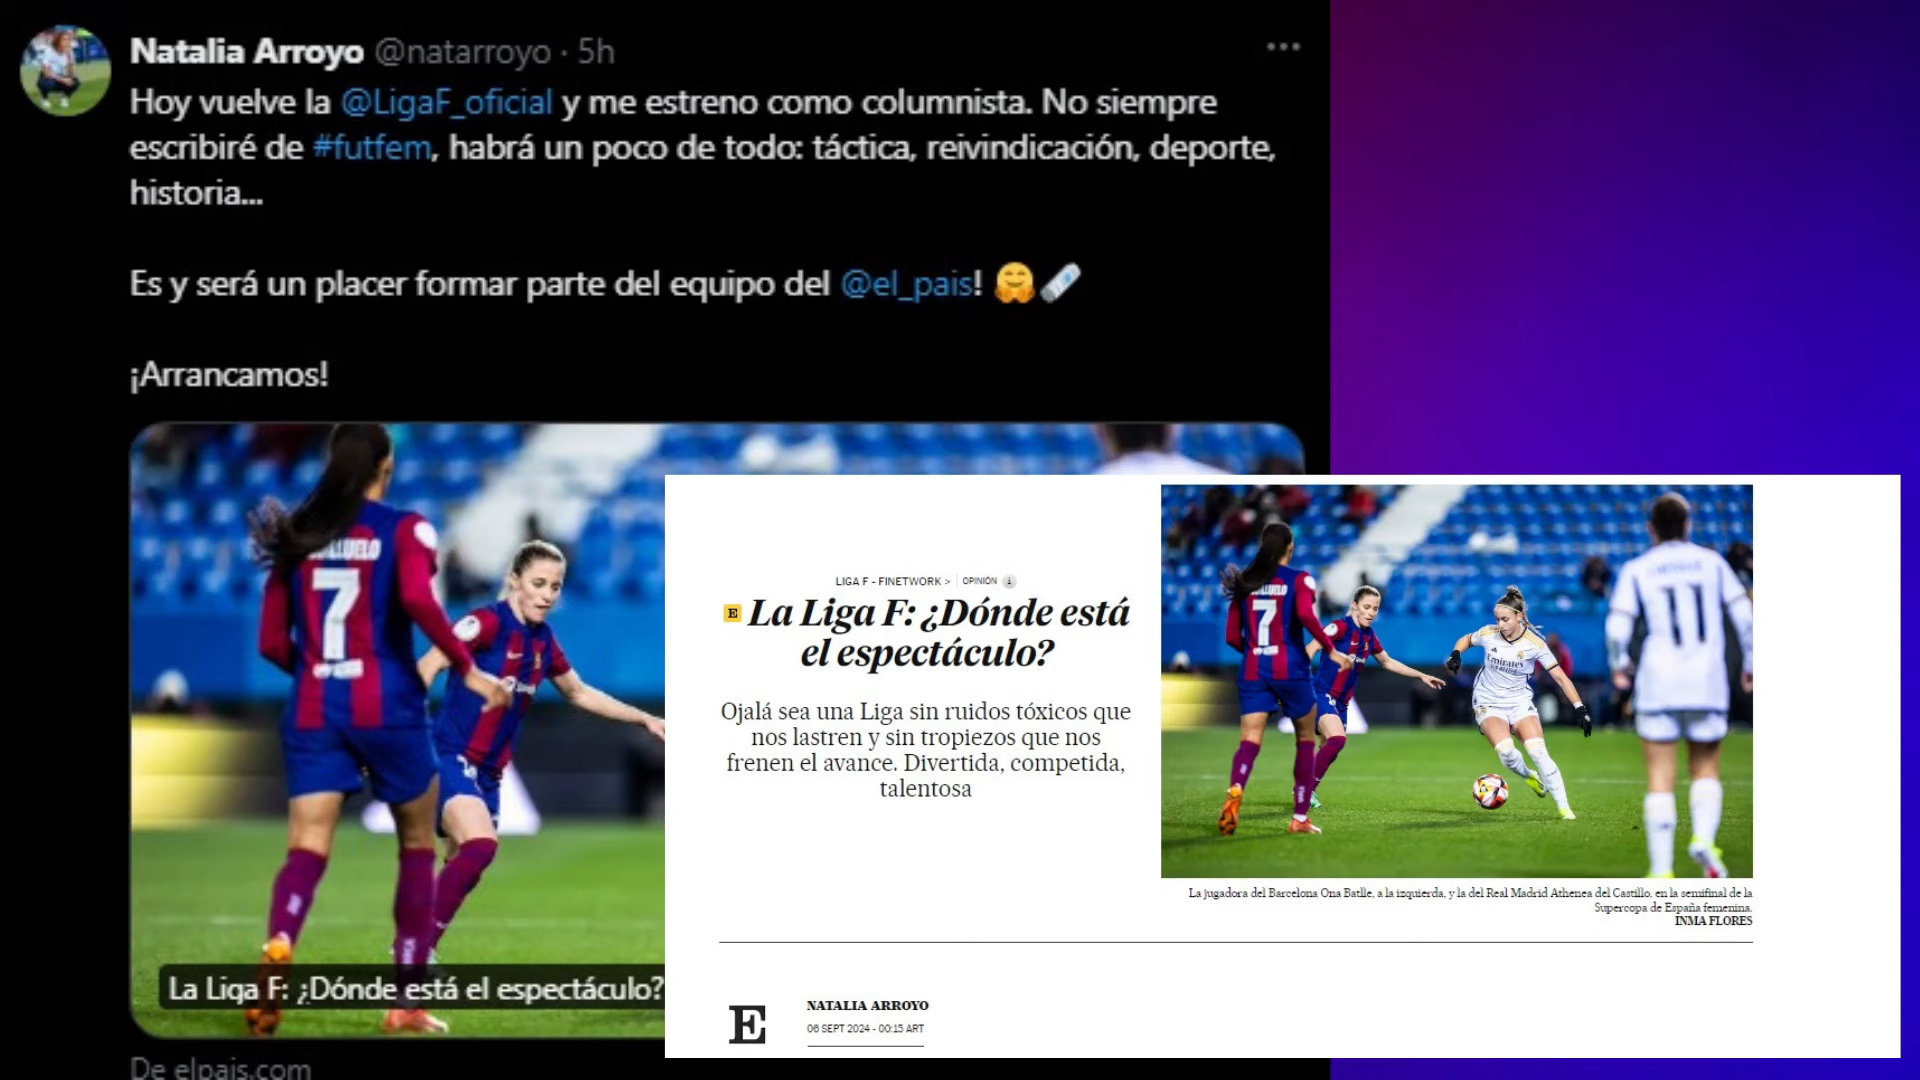 Natalia Arroyo @natarroyo · 5h
Hoy vuelve la @LigaF_oficial y me estreno como columnista. No siempre
escribiré de #futfem, habrá un poco de todo: táctica, reivindicación, deporte,
historia...
Es y será un placer formar parte del equipo del @el_pais! 🤗🗞️
¡Arrancamos!
7
La Liga F: ¿Dónde está el espectáculo?
De elpais.com
LIGA F - FINETWORK > OPINIÓN i
E La Liga F: ¿Dónde está
el espectáculo?
Ojalá sea una Liga sin ruidos tóxicos que
nos lastren y sin tropiezos que nos
frenen el avance. Divertida, competida,
talentosa
7
Emirates
11
La jugadora del Barcelona Ona Batlle, a la izquierda, y la del Real Madrid Athenea del Castillo, en la semifinal de la
Supercopa de España femenina.
INMA FLORES
E
NATALIA ARROYO
06 SEPT 2024 - 00:15 ART